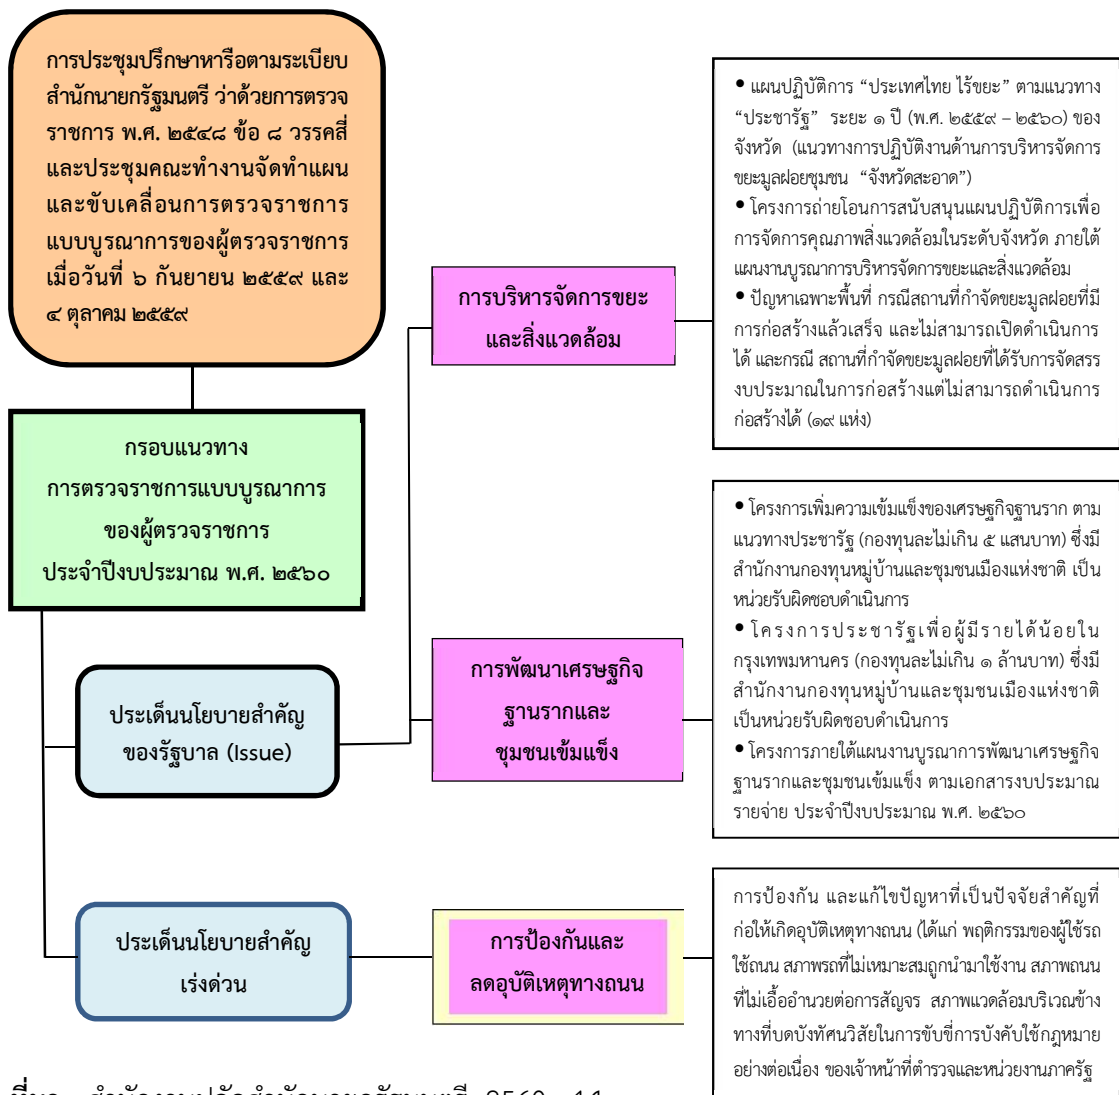 การประชุมปรึกษาหารือตามระเบียบ
สำนักนายกรัฐมนตรี ว่าด้วยการตรวจ
ราชการ พ.ศ. ๒๕๔๘ ข้อ ๘ วรรคสี่
และประชุมคณะทำงานจัดทำแผน
และขับเคลื่อนการตรวจราชการ
แบบบูรณาการของผู้ตรวจราชการ
เมื่อวันที่ ๖ กันยายน ๒๕๕๙ และ
๔ ตุลาคม ๒๕๕๙
กรอบแนวทาง
การตรวจราชการแบบบูรณาการ
ของผู้ตรวจราชการ
ประจำปีงบประมาณ พ.ศ. ๒๕๖๐
ประเด็นนโยบายสำคัญ
ของรัฐบาล (Issue)
การบริหารจัดการขยะ
และสิ่งแวดล้อม
• แผนปฏิบัติการ “ประเทศไทย ไร้ขยะ” ตามแนวทาง
“ประชารัฐ” ระยะ ๑ ปี (พ.ศ. ๒๕๕๙ – ๒๕๖๐) ของ
จังหวัด (แนวทางการปฏิบัติงานด้านการบริหารจัดการ
ขยะมูลฝอยชุมชน “จังหวัดสะอาด”)
• โครงการถ่ายโอนการสนับสนุนแผนปฏิบัติการเพื่อ
การจัดการคุณภาพสิ่งแวดล้อมในระดับจังหวัด ภายใต้
แผนงานบูรณาการบริหารจัดการขยะและสิ่งแวดล้อม
• ปัญหาเฉพาะพื้นที่ กรณีสถานที่กำจัดขยะมูลฝอยที่มี
การก่อสร้างแล้วเสร็จ และไม่สามารถเปิดดำเนินการ
ได้ และกรณี สถานที่กำจัดขยะมูลฝอยที่ได้รับการจัดสรร
งบประมาณในการก่อสร้างแต่ไม่สามารถดำเนินการ
ก่อสร้างได้ (๑๙ แห่ง)
การพัฒนาเศรษฐกิจ
ฐานรากและ
ชุมชนเข้มแข็ง
• โครงการเพิ่มความเข้มแข็งของเศรษฐกิจฐานราก ตาม
แนวทางประชารัฐ (กองทุนละไม่เกิน ๕ แสนบาท) ซึ่งมี
สำนักงานกองทุนหมู่บ้านและชุมชนเมืองแห่งชาติ เป็น
หน่วยรับผิดชอบดำเนินการ
• โครงการประชารัฐเพื่อผู้มีรายได้น้อยใน
กรุงเทพมหานคร (กองทุนละไม่เกิน ๑ ล้านบาท) ซึ่งมี
สำนักงานกองทุนหมู่บ้านและชุมชนเมืองแห่งชาติ
เป็นหน่วยรับผิดชอบดำเนินการ
• โครงการภายใต้แผนงานบูรณาการพัฒนาเศรษฐกิจ
ฐานรากและชุมชนเข้มแข็ง ตามเอกสารงบประมาณ
รายจ่าย ประจำปีงบประมาณ พ.ศ. ๒๕๖๐
ประเด็นนโยบายสำคัญ
เร่งด่วน
การป้องกันและ
ลดอุบัติเหตุทางถนน
การป้องกัน และแก้ไขปัญหาที่เป็นปัจจัยสำคัญที่
ก่อให้เกิดอุบัติเหตุทางถนน (ได้แก่ พฤติกรรมของผู้ใช้รถ
ใช้ถนน สภาพรถที่ไม่เหมาะสมถูกนำมาใช้งาน สภาพถนน
ที่ไม่เอื้ออำนวยต่อการสัญจร สภาพแวดล้อมบริเวณข้าง
ทางที่บดบังทัศนวิสัยในการขับขี่การบังคับใช้กฎหมาย
อย่างต่อเนื่อง ของเจ้าหน้าที่ตำรวจและหน่วยงานภาครัฐ